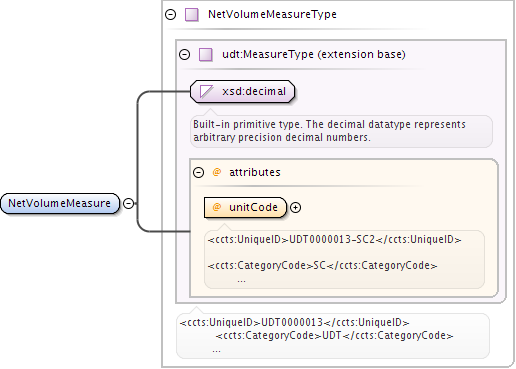 NetVolumeMeasureType
udt:MeasureType (extension base)
xsd:decimal
Built-in primitive type. The decimal datatype represents
arbitrary precision decimal numbers.
@ attributes
NetVolumeMeasure
@ unitCode
<ccts:UniqueID>UDT0000013-SC2</ccts:UniqueID>
<ccts:CategoryCode>SC</ccts:CategoryCode>
...
<ccts:UniqueID>UDT0000013</ccts:UniqueID>
<ccts:CategoryCode>UDT</ccts:CategoryCode>
...